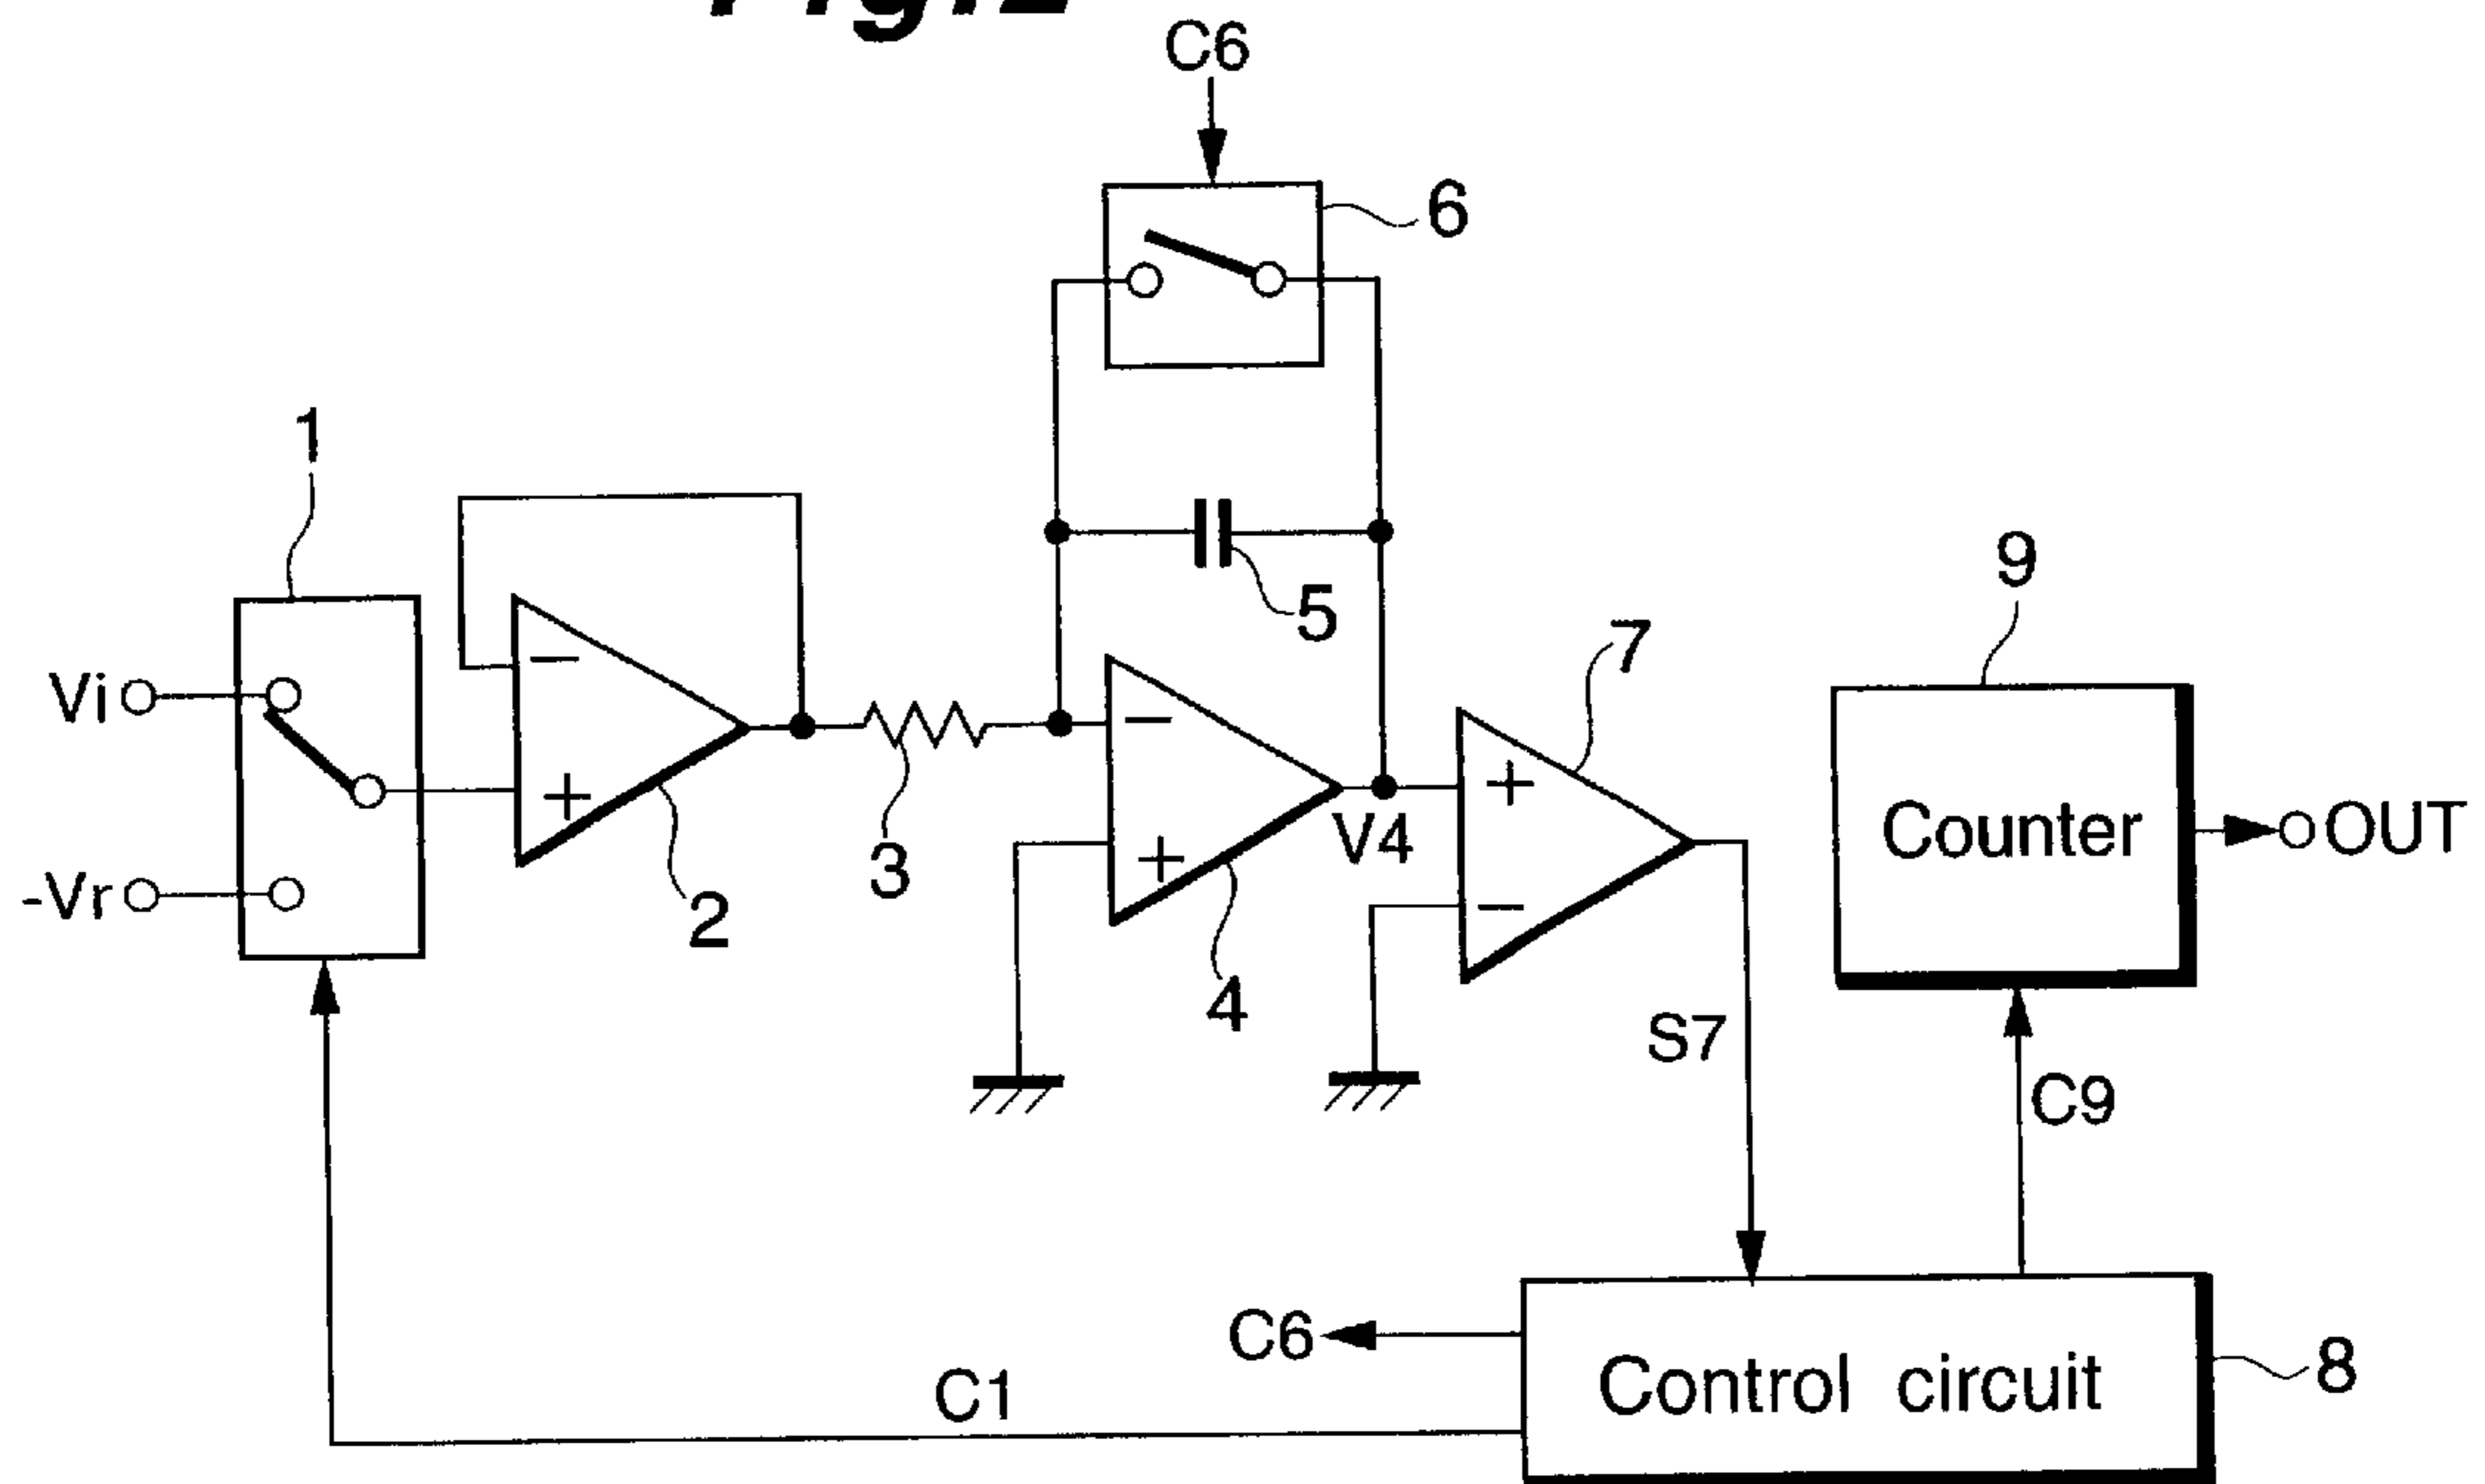 C6
6
1
5
9
7
Vi
-
-
+
Counter
OUT
+
-Vr
3
V4
+
-
2
4
S7
C9
C6
C1
Control circuit
8